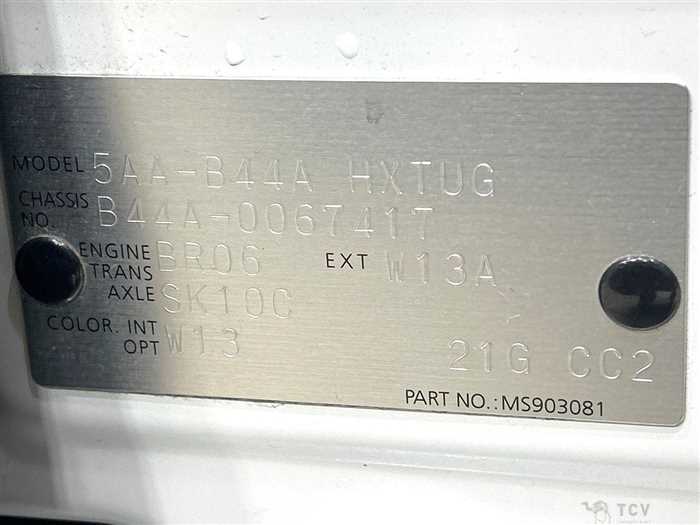 MODEL 5AA-B44A HXTUG
CHASSIS NO. B44A-0067417
ENGINE BR06 EXT W13A
TRANS AXLE SK10C
COLOR. INT W13
OPT 21G CC2
PART NO.: MS903081
TCV